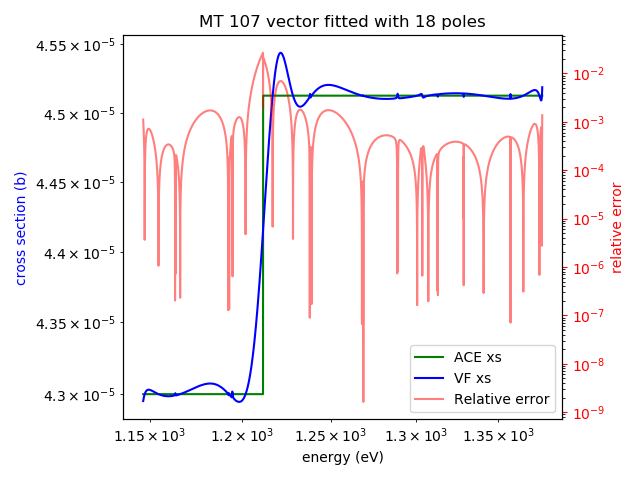 MT 107 vector fitted with 18 poles
4.55 × 10⁻⁵
4.5 × 10⁻⁵
4.45 × 10⁻⁵
4.4 × 10⁻⁵
4.35 × 10⁻⁵
4.3 × 10⁻⁵
cross section (b)
10⁻²
10⁻³
10⁻⁴
10⁻⁵
10⁻⁶
10⁻⁷
10⁻⁸
10⁻⁹
relative error
ACE xs
VF xs
Relative error
1.15 × 10³ 1.2 × 10³ 1.25 × 10³ 1.3 × 10³ 1.35 × 10³
energy (eV)